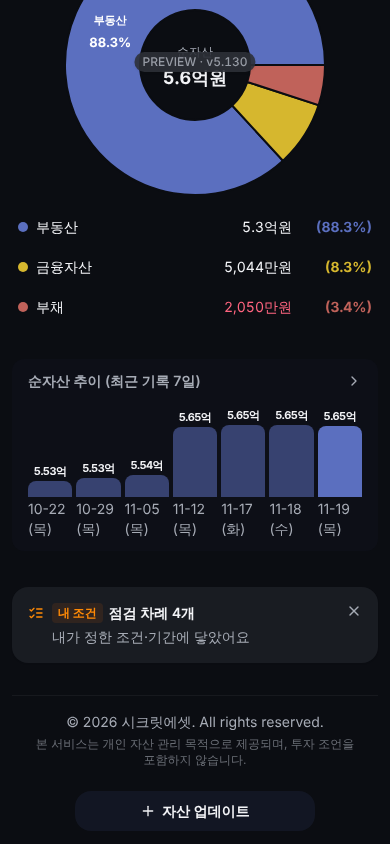 부동산
88.3%
순자산
PREVIEW · v5.130
5.6억원
부동산 5.3억원 (88.3%)
금융자산 5,044만원 (8.3%)
부채 2,050만원 (3.4%)
순자산 추이 (최근 기록 7일)
5.53억 5.53억 5.54억 5.65억 5.65억 5.65억 5.65억
10-22 10-29 11-05 11-12 11-17 11-18 11-19
(목) (목) (목) (목) (화) (수) (목)
내 조건 점검 차례 4개
내가 정한 조건·기간에 닿았어요
© 2026 시크릿에셋. All rights reserved.
본 서비스는 개인 자산 관리 목적으로 제공되며, 투자 조언을
포함하지 않습니다.
+ 자산 업데이트